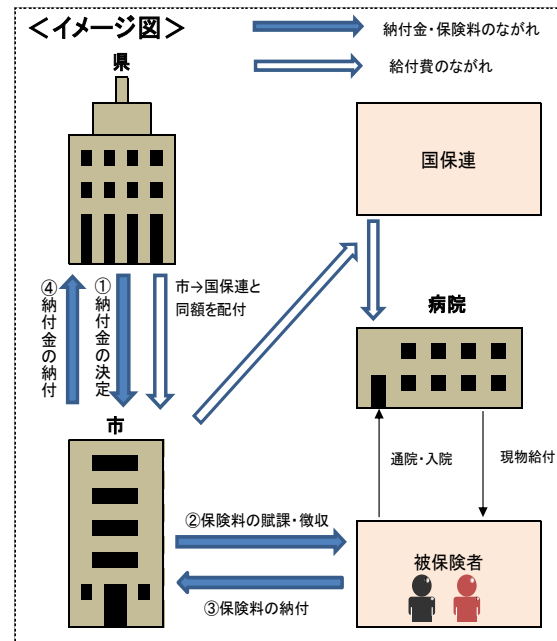 ＜イメージ図＞
納付金・保険料のながれ
給付費のながれ
県
国保連
④納付金の納付
①納付金の決定
市→国保連と
同額を配付
病院
市
通院・入院
現物給付
②保険料の賦課・徴収
被保険者
③保険料の納付